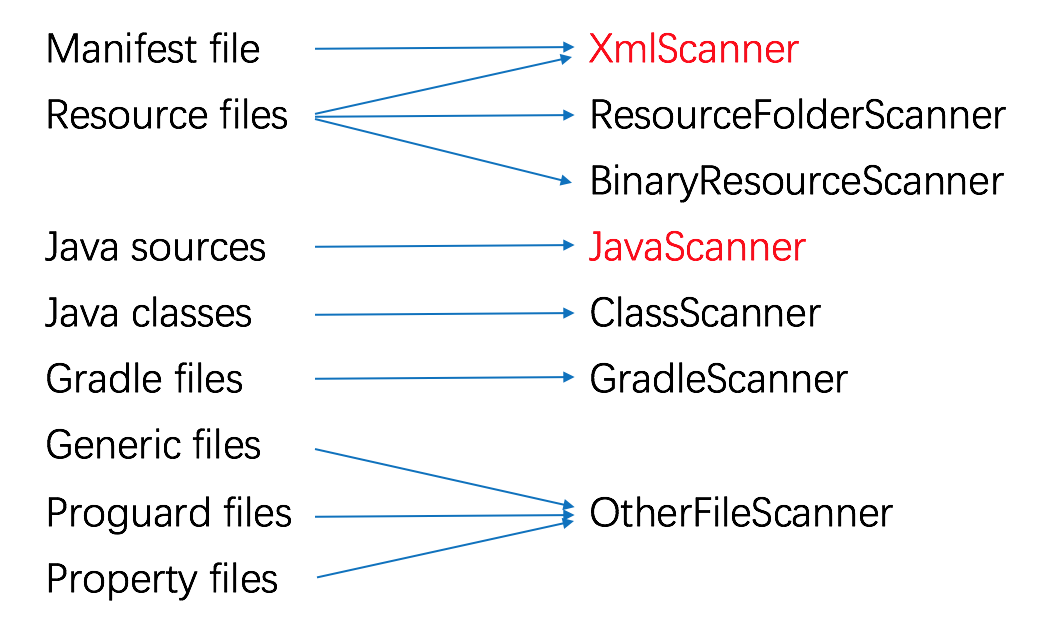 Manifest file XmlScanner
Resource files ResourceFolderScanner
BinaryResourceScanner
Java sources JavaScanner
Java classes ClassScanner
Gradle files GradleScanner
Generic files
Proguard files OtherFileScanner
Property files